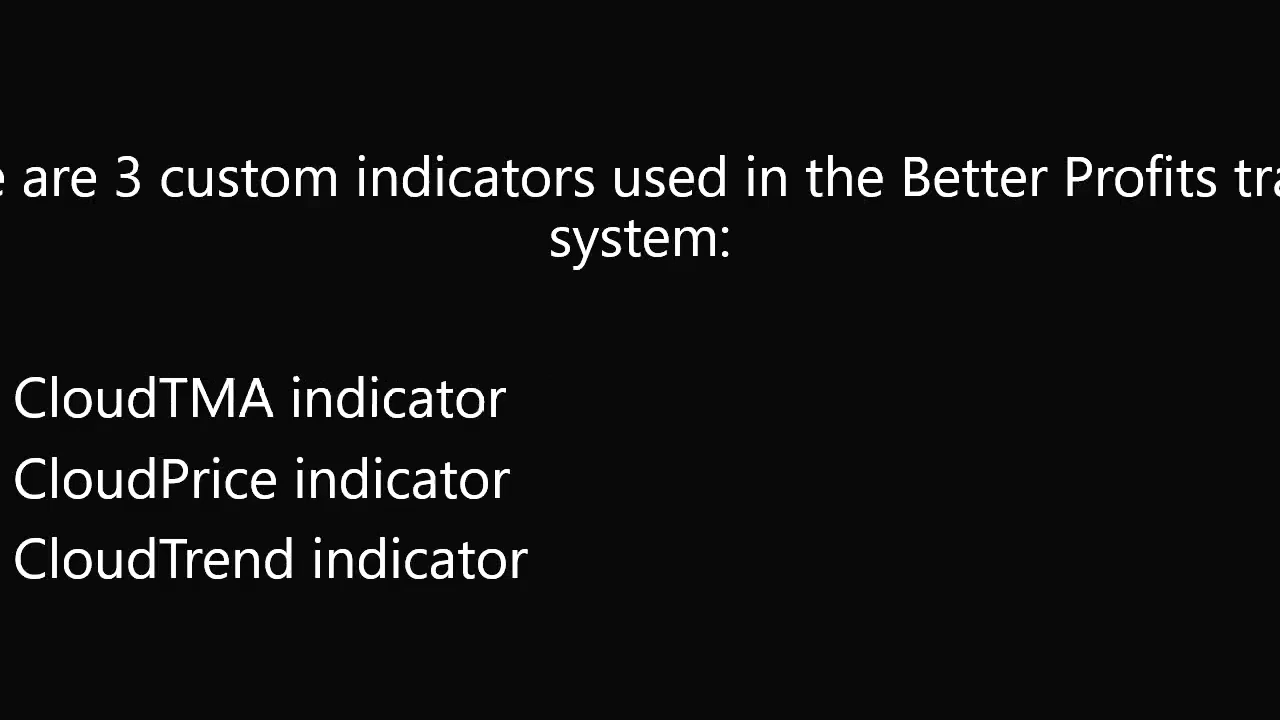 are 3 custom indicators used in the Better Profits
system:
CloudTMA indicator
CloudPrice indicator
CloudTrend indicator